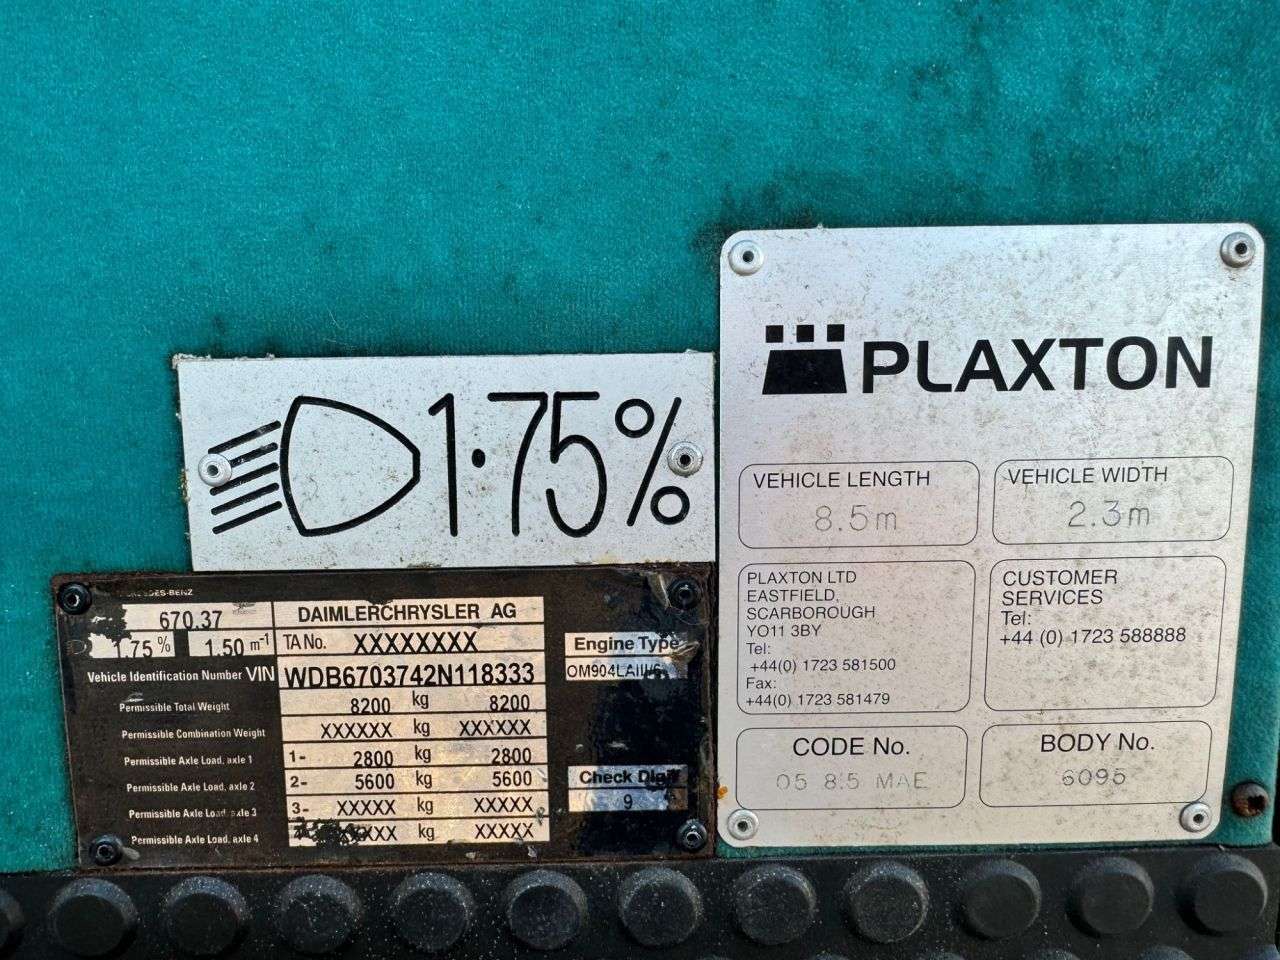 1.75%
PLAXTON
VEHICLE LENGTH
8.5m
VEHICLE WIDTH
2.3m
PLAXTON LTD
EASTFIELD,
SCARBOROUGH
YO11 3BY
Tel:
+44(0) 1723 581500
Fax:
+44(0) 1723 581479
CUSTOMER
SERVICES
Tel:
+44 (0) 1723 588888
CODE No.
05 8.5 MAE
BODY No.
6095
MERCEDES-BENZ
670.37 DAIMLERCHRYSLER AG
1.75 % 1.50 m⁻¹ TA No. XXXXXXXX
Engine Type
Vehicle Identification Number VIN WDB6703742N118333
Permissible Total Weight 8200 kg 8200
Permissible Combination Weight XXXXXX kg XXXXXX
Permissible Axle Load, axle 1 1- 2800 kg 2800
Permissible Axle Load, axle 2 2- 5600 kg 5600
Permissible Axle Load, axle 3 3- XXXXX kg XXXXX
Permissible Axle Load, axle 4 kg XXXXX
Check Digit
9